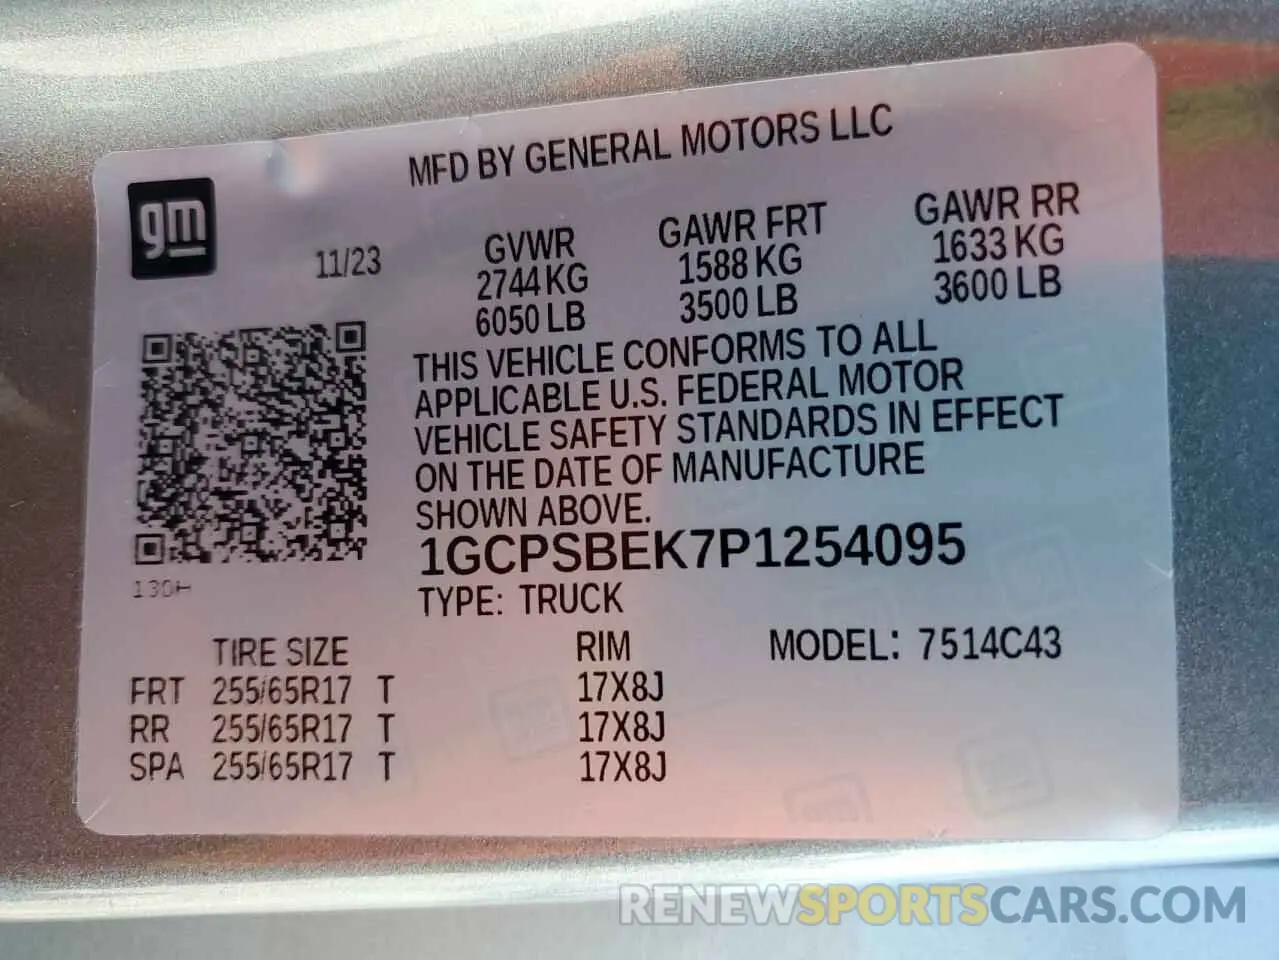 MFD BY GENERAL MOTORS LLC
gm
11/23
GVWR
2744 KG
6050 LB
GAWR FRT
1588 KG
3500 LB
GAWR RR
1633 KG
3600 LB
THIS VEHICLE CONFORMS TO ALL
APPLICABLE U.S. FEDERAL MOTOR
VEHICLE SAFETY STANDARDS IN EFFECT
ON THE DATE OF MANUFACTURE
SHOWN ABOVE.
1GCPSBEK7P1254095
130H
TYPE: TRUCK
TIRE SIZE RIM MODEL: 7514C43
FRT 255/65R17 T 17X8J
RR 255/65R17 T 17X8J
SPA 255/65R17 T 17X8J
RENEWSPORTSCARS.COM